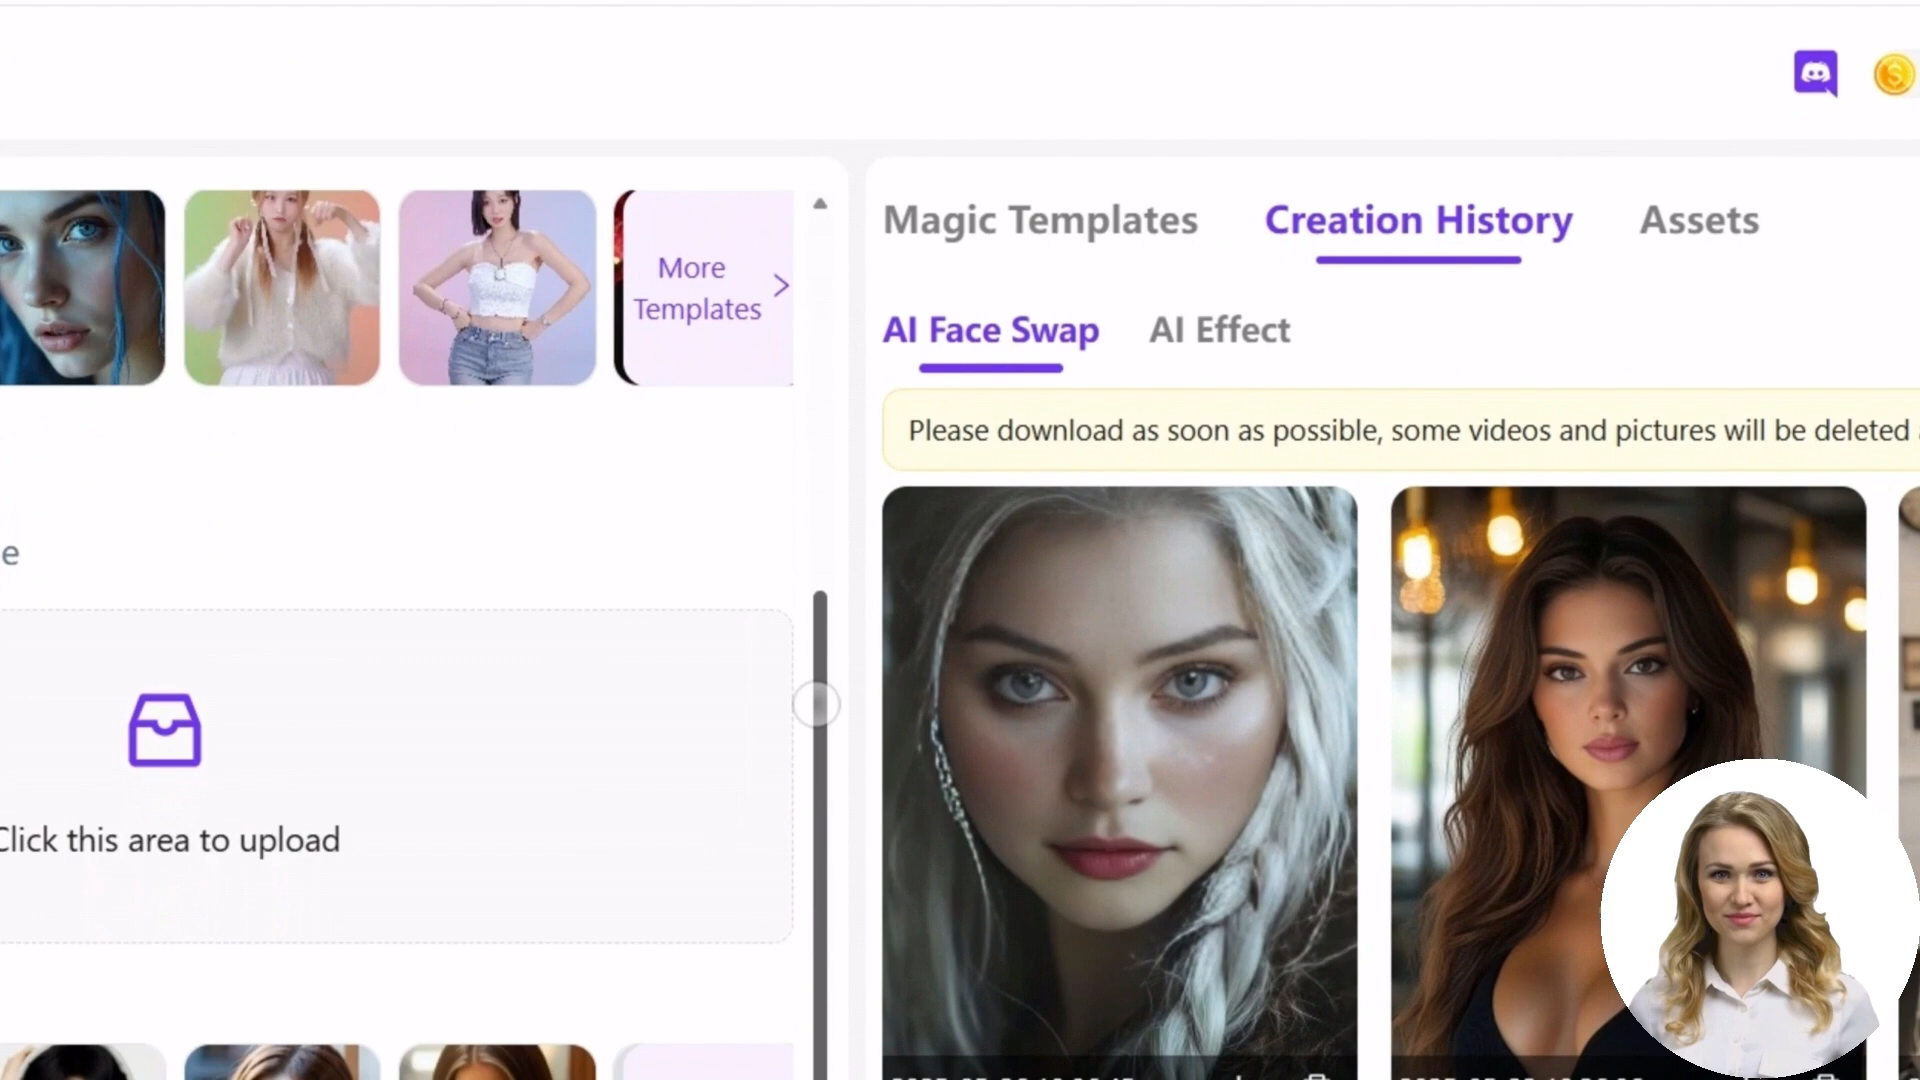 Magic Templates
Creation History
Assets
More
Templates
AI Face Swap
AI Effect
Please download as soon as possible, some videos and pictures will be deleted
e
Click this area to upload